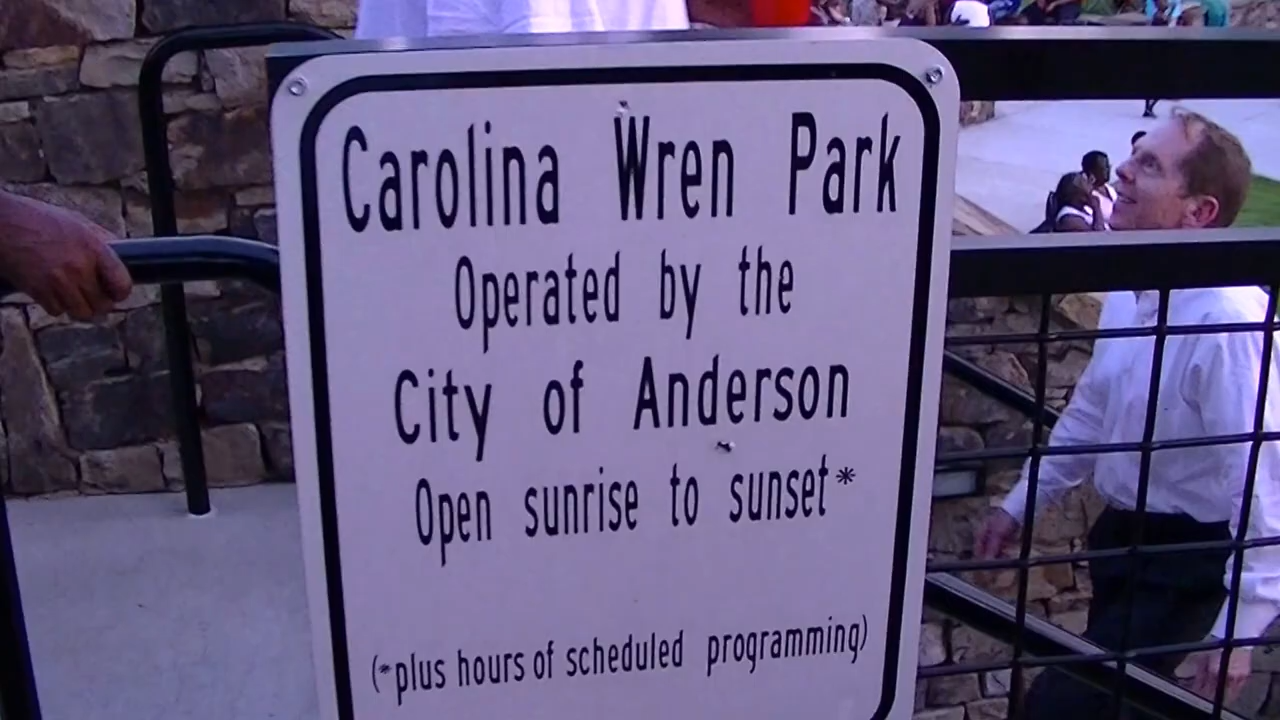 Carolina Wren Park
Operated by the
City of Anderson
Open sunrise to sunset*
(*plus hours of scheduled programming)